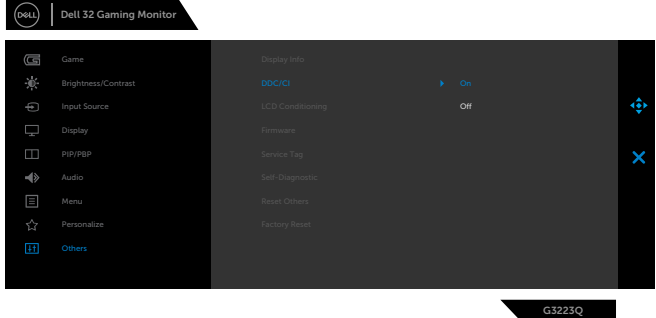 DELL
Dell 32 Gaming Monitor
Game
Display Info
Brightness/Contrast
DDC/CI
On
Input Source
LCD Conditioning
Off
Display
Firmware
PIP/PBP
Service Tag
Audio
Self-Diagnostic
Menu
Reset Others
Personalize
Factory Reset
Others
G3223Q